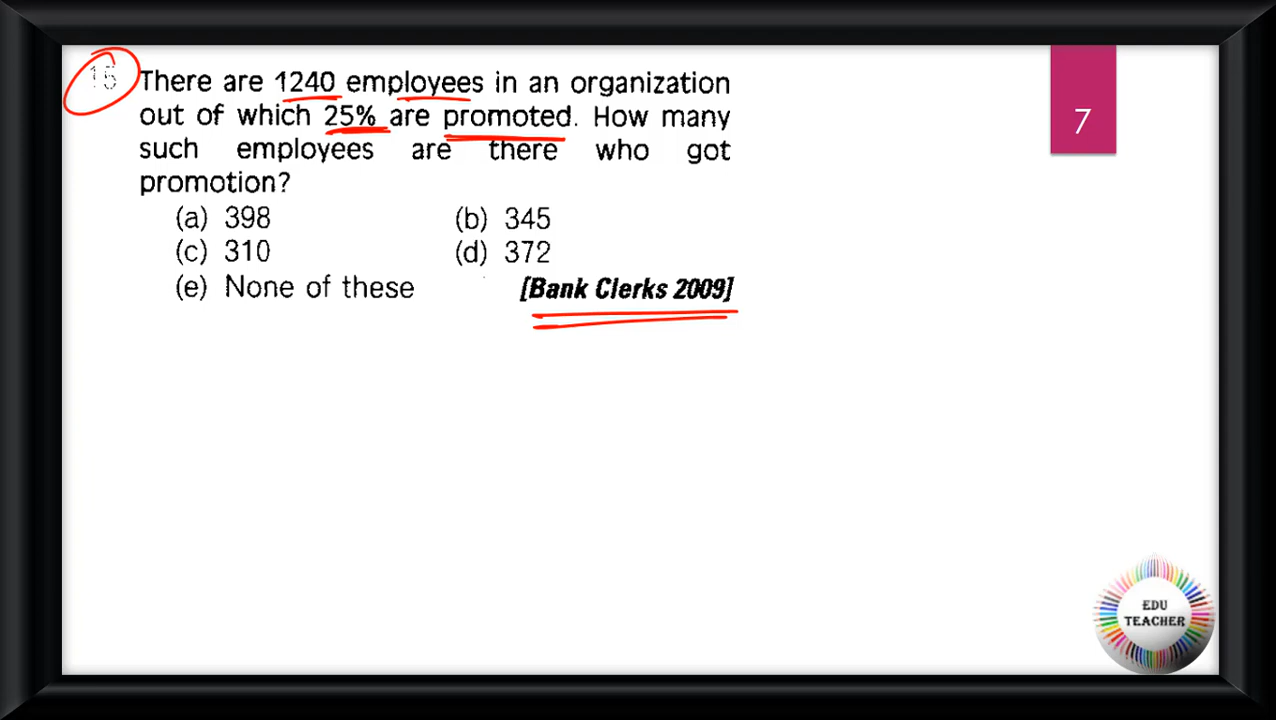 There are 1240 employees in an organization
out of which 25% are promoted. How many
such employees are there who got
promotion?
(a) 398 (b) 345
(c) 310 (d) 372
(e) None of these [Bank Clerks 2009]
7
EDU
TEACHER